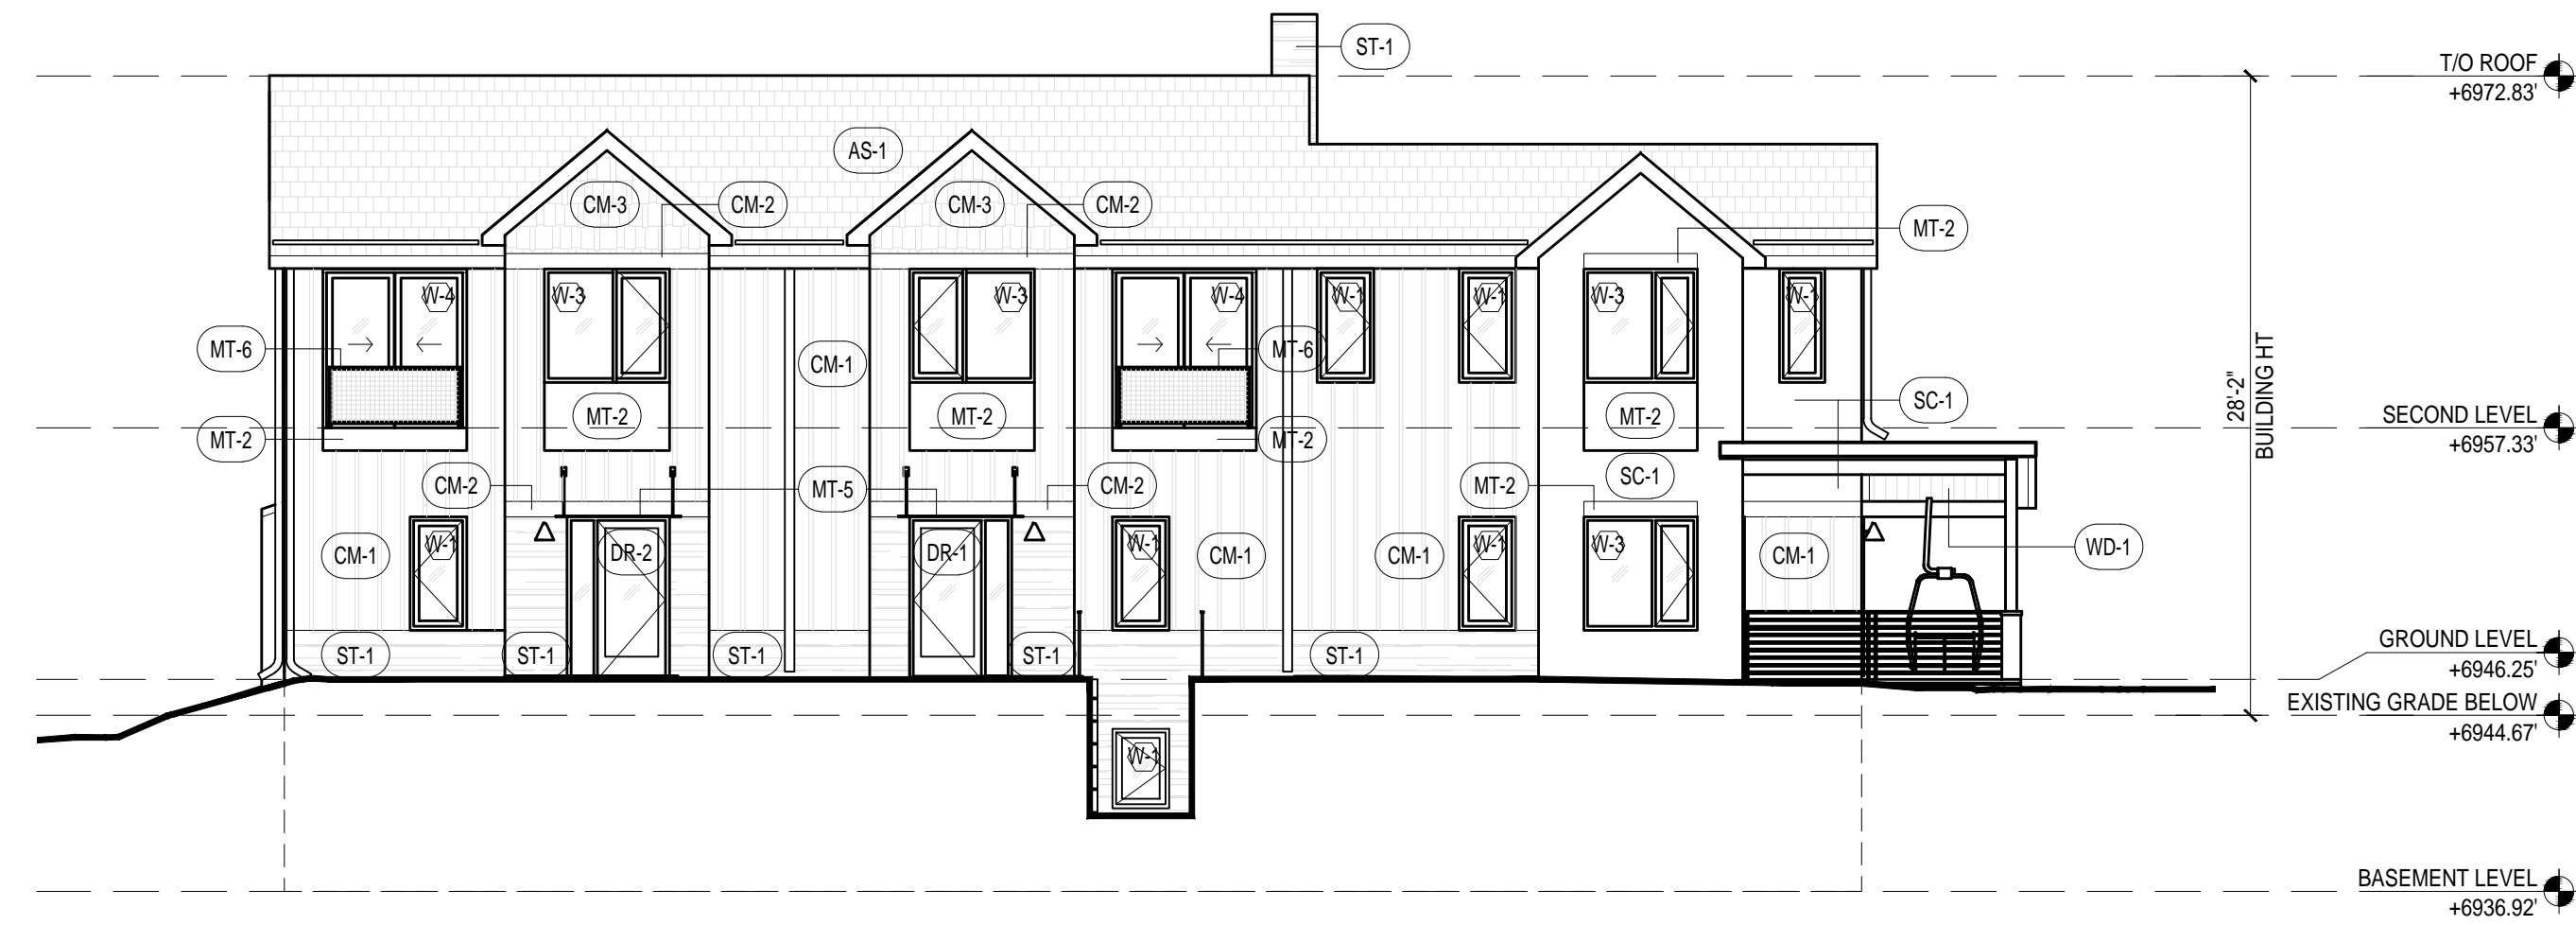 ST-1
T/O ROOF
+6972.83'
AS-1
CM-3
CM-2
CM-3
CM-2
MT-2
W-4
W-3
W-3
W-4
W-1
W-1
W-3
W-1
MT-6
CM-1
MT-6
28'-2"
BUILDING HT
SC-1
MT-2
MT-2
MT-2
SECOND LEVEL
+6957.33'
MT-2
MT-2
CM-2
MT-5
CM-2
MT-2
SC-1
CM-1
W-1
DR-2
DR-1
W-1
CM-1
CM-1
W-1
W-3
CM-1
WD-1
ST-1
ST-1
ST-1
ST-1
ST-1
GROUND LEVEL
+6946.25'
EXISTING GRADE BELOW
+6944.67'
W-1
BASEMENT LEVEL
+6936.92'